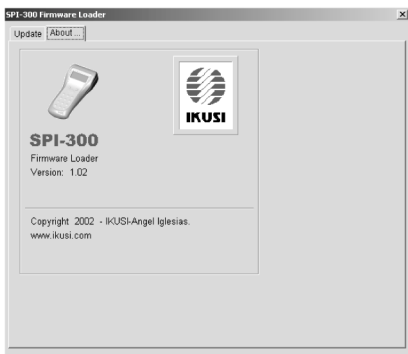 SPI-300 Firmware Loader
Update About ...
IKUSI
SPI-300
Firmware Loader
Version: 1.02
Copyright 2002 - IKUSI-Angel Iglesias.
www.ikusi.com